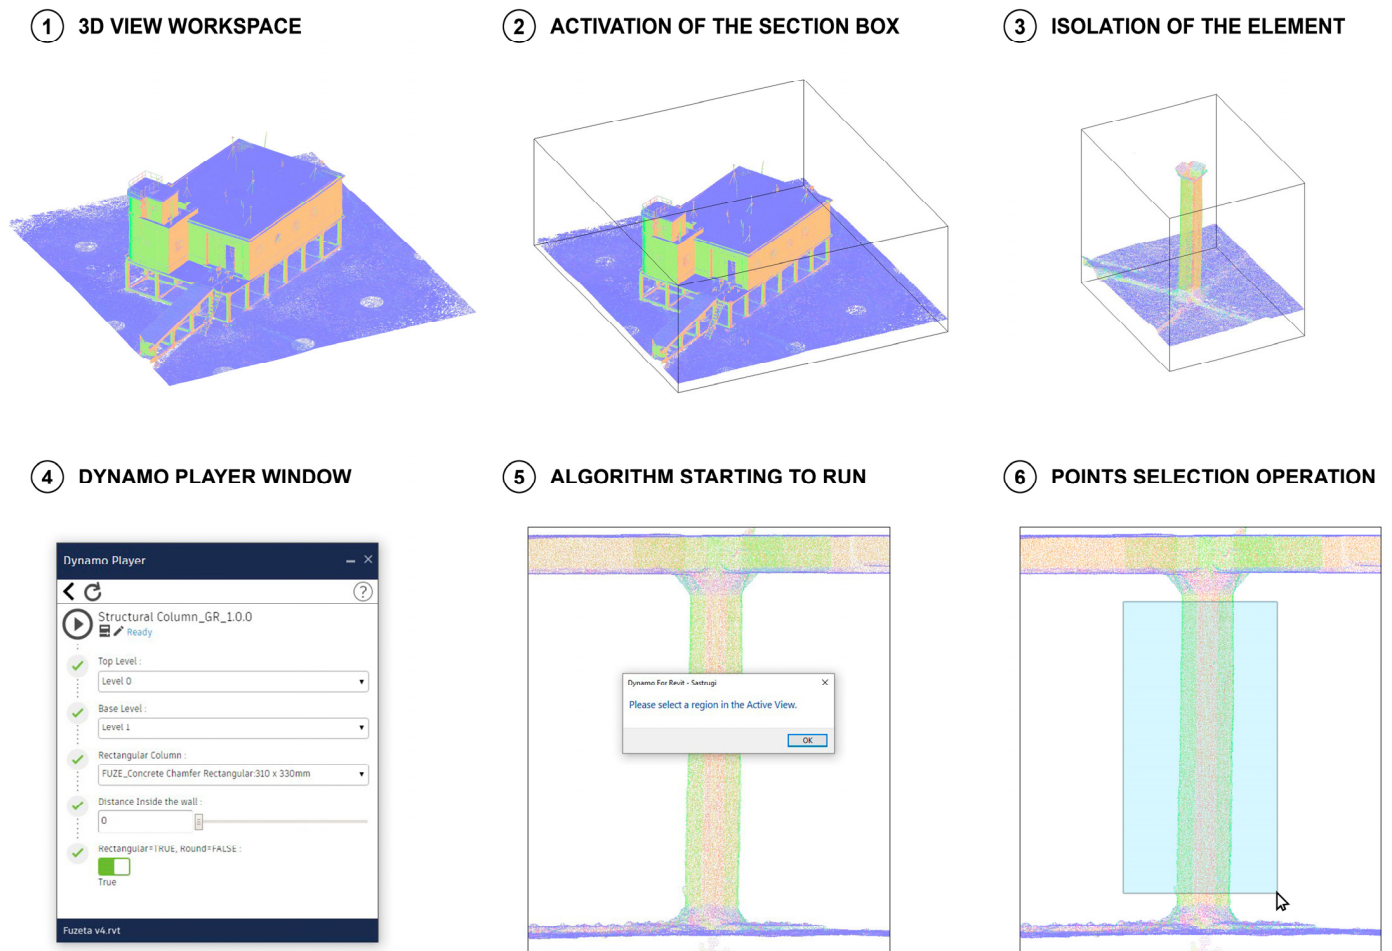 1 3D VIEW WORKSPACE
2 ACTIVATION OF THE SECTION BOX
3 ISOLATION OF THE ELEMENT
4 DYNAMO PLAYER WINDOW
Dynamo Player
?
Structural Column_GR_1.0.0
Ready
Top Level :
Level 0
Base Level :
Level 1
Rectangular Column :
FUZE_Concrete Chamfer Rectangular:310 x 330mm
Distance Inside the wall :
0
Rectangular=TRUE, Round=FALSE :
True
Fuzeta v4.rvt
5 ALGORITHM STARTING TO RUN
Dynamo For Revit - Sastrugi
Please select a region in the Active View.
OK
6 POINTS SELECTION OPERATION